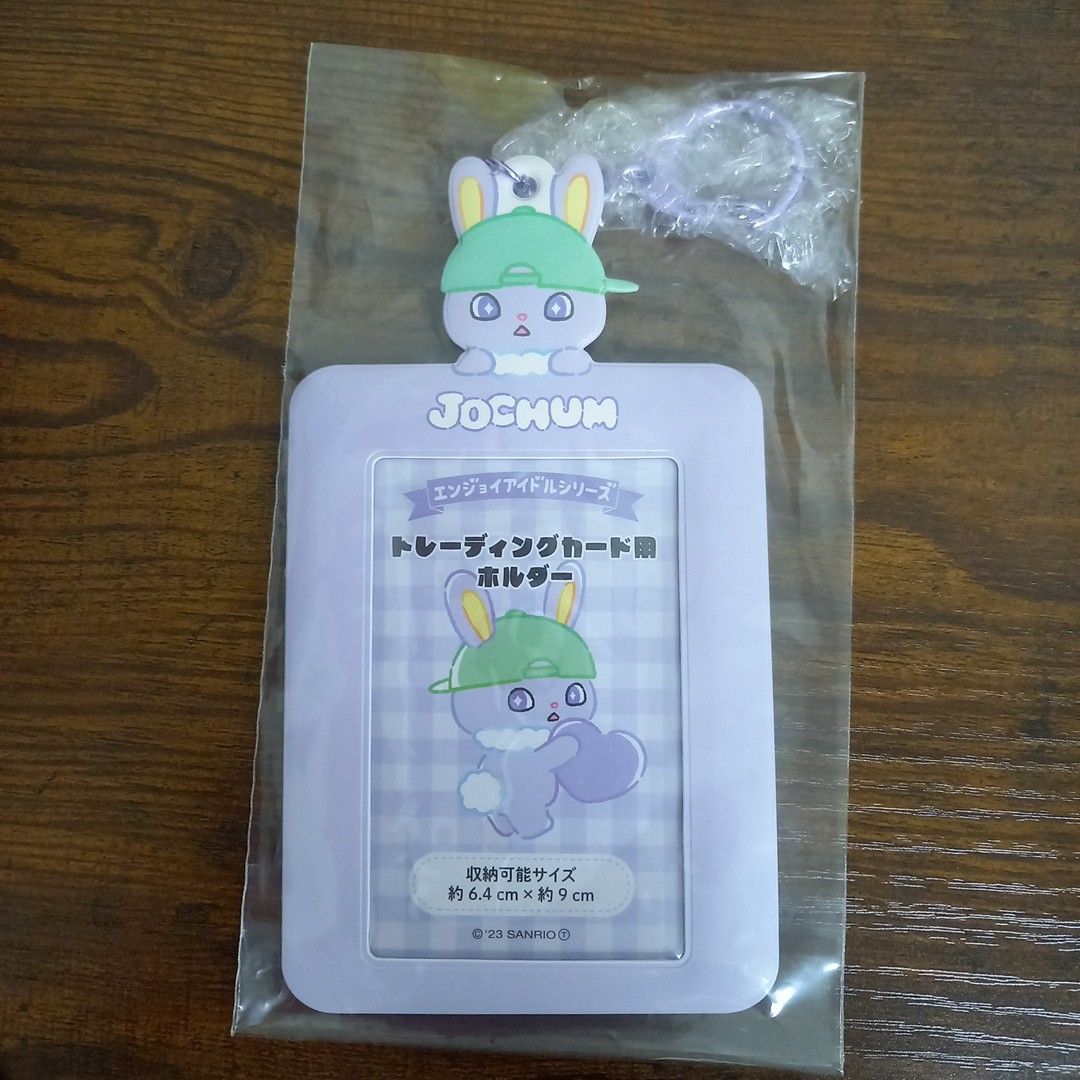 JOCHUM
エンジョイアイドルシリーズ
トレーディングカード用
ホルダー
収納可能サイズ
約 6.4 cm × 約 9 cm
© '23 SANRIO Ⓣ